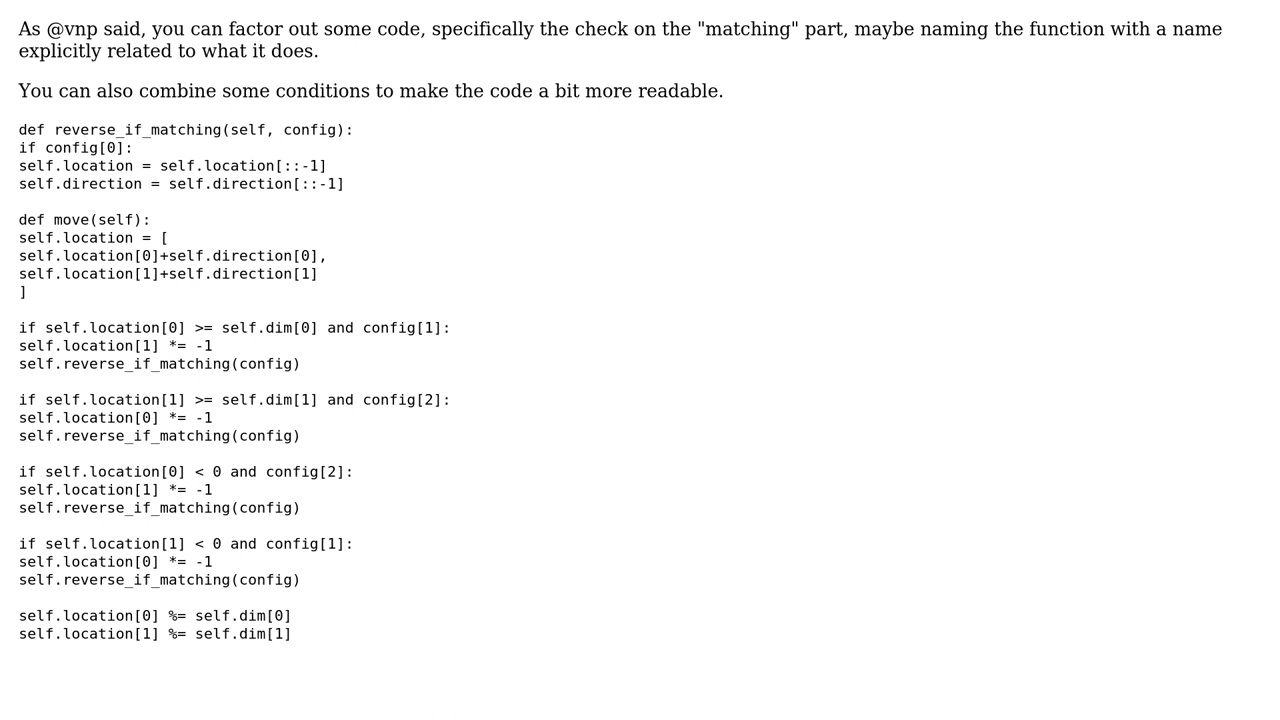 As @vnp said, you can factor out some code, specifically the check on the "matching" part, maybe naming the function with a name
explicitly related to what it does.
You can also combine some conditions to make the code a bit more readable.
def reverse_if_matching(self, config):
if config[0]:
self.location = self.location[::-1]
self.direction = self.direction[::-1]
def move(self):
self.location = [
self.location[0]+self.direction[0],
self.location[1]+self.direction[1]
]
if self.location[0] >= self.dim[0] and config[1]:
self.location[1] *= -1
self.reverse_if_matching(config)
if self.location[1] >= self.dim[1] and config[2]:
self.location[0] *= -1
self.reverse_if_matching(config)
if self.location[0] < 0 and config[2]:
self.location[1] *= -1
self.reverse_if_matching(config)
if self.location[1] < 0 and config[1]:
self.location[0] *= -1
self.reverse_if_matching(config)
self.location[0] %= self.dim[0]
self.location[1] %= self.dim[1]